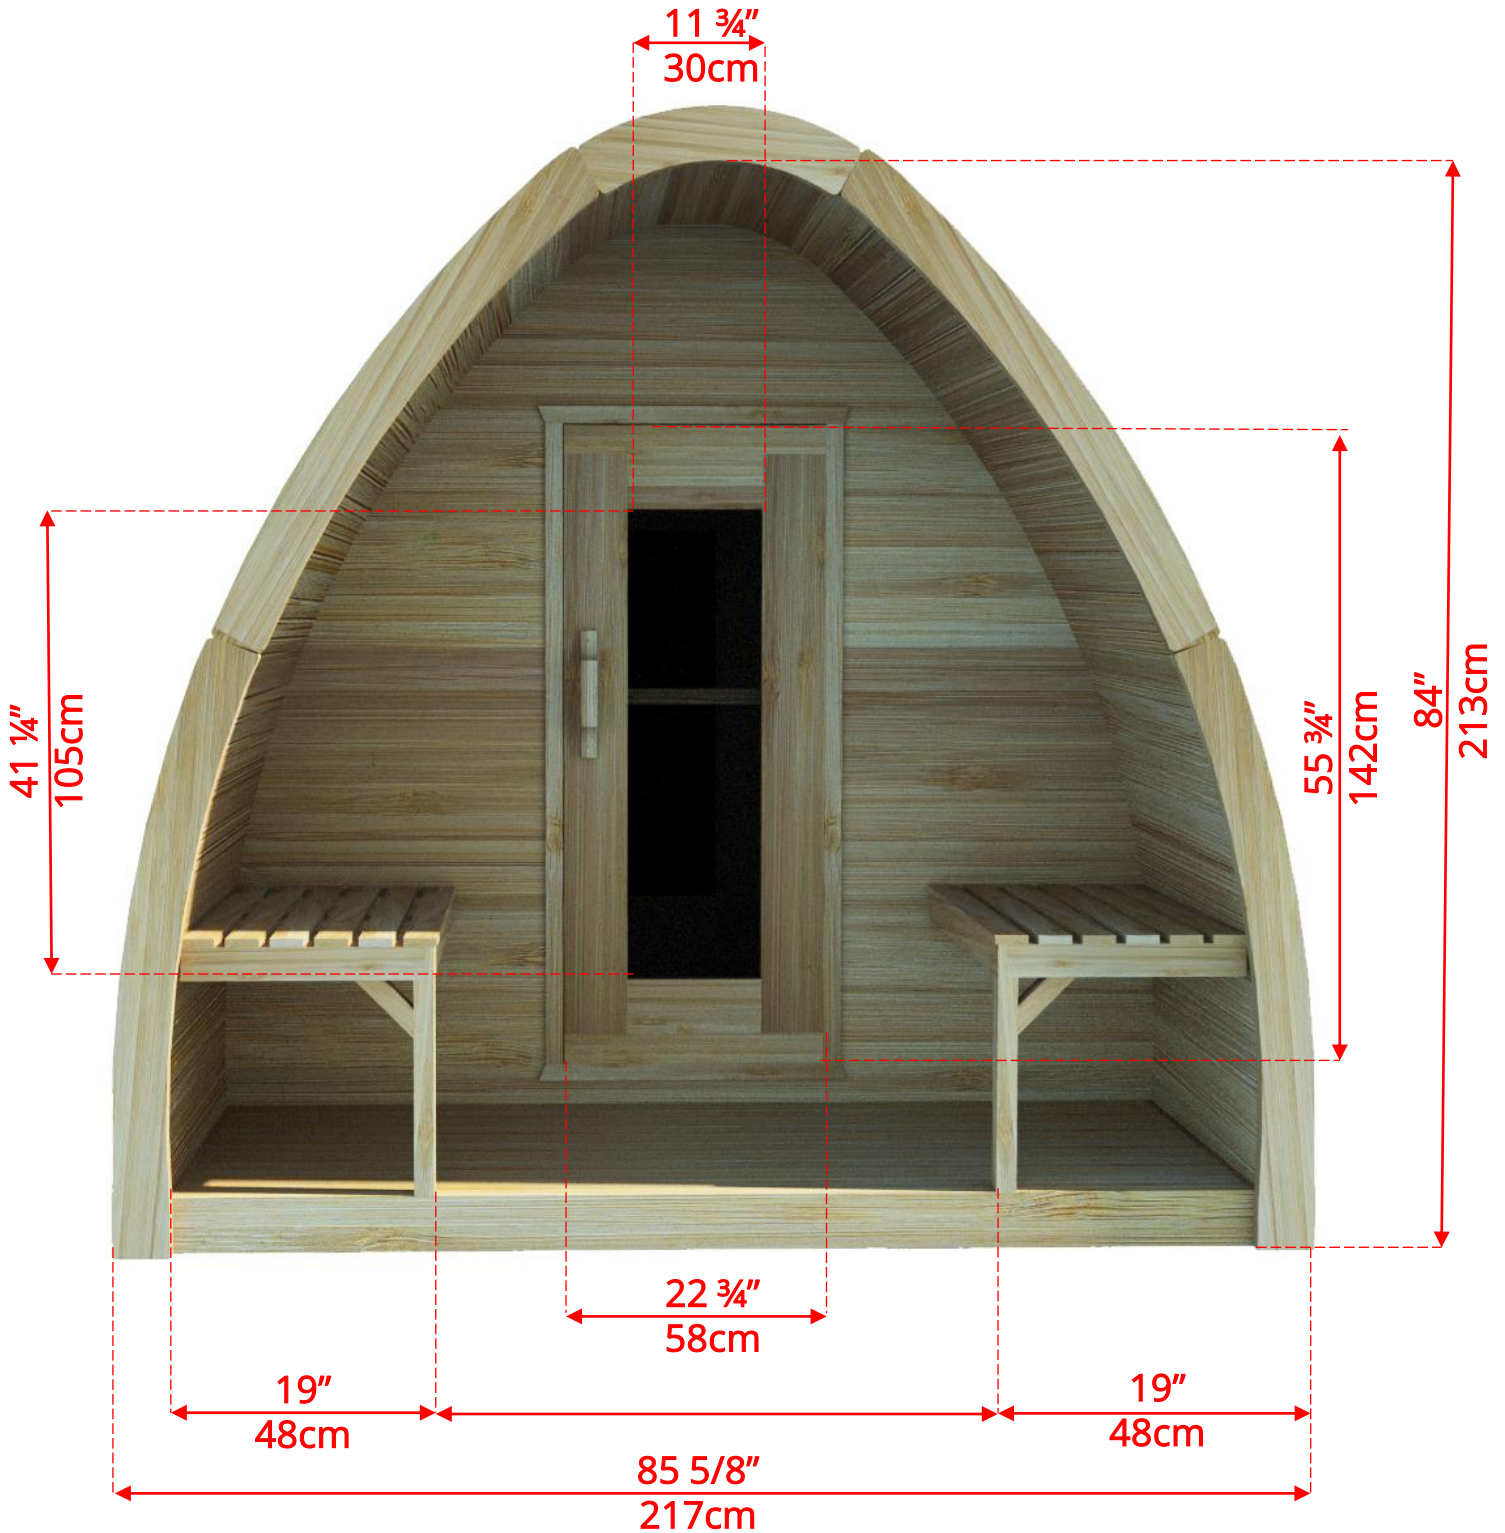 11 ¾”
30cm
41 ¼”
105cm
55 ¾”
142cm
84”
213cm
22 ¾”
58cm
19”
48cm
19”
48cm
85 5/8”
217cm